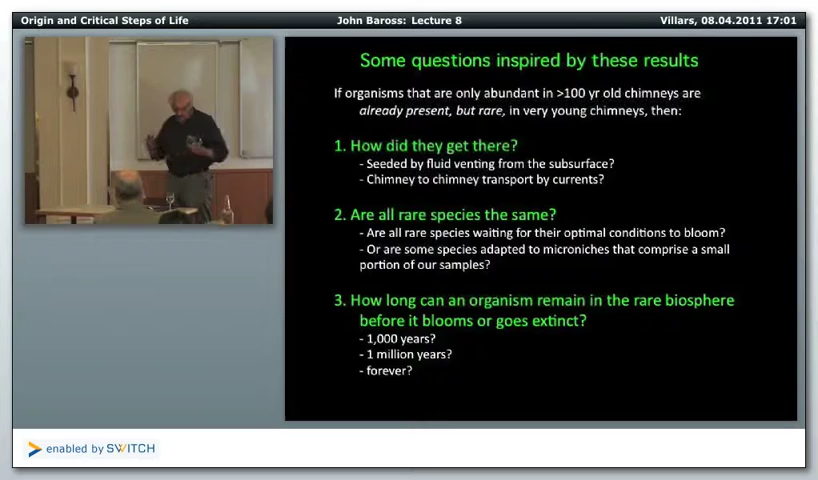 Origin and Critical Steps of Life
John Baross: Lecture 8
Villars, 08.04.2011 17:01
Some questions inspired by these results
If organisms that are only abundant in >100 yr old chimneys are
already present, but rare, in very young chimneys, then:
1. How did they get there?
- Seeded by fluid venting from the subsurface?
- Chimney to chimney transport by currents?
2. Are all rare species the same?
- Are all rare species waiting for their optimal conditions to bloom?
- Or are some species adapted to microniches that comprise a small
portion of our samples?
3. How long can an organism remain in the rare biosphere
before it blooms or goes extinct?
- 1,000 years?
- 1 million years?
- forever?
enabled by SWITCH